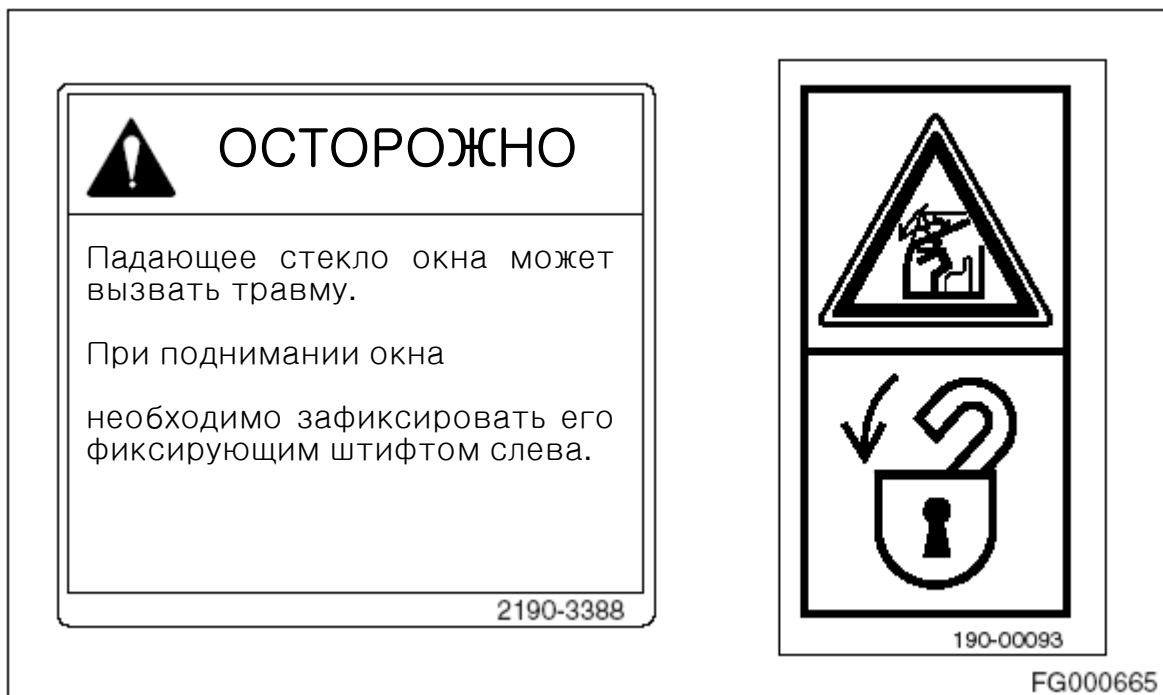 ОСТОРОЖНО
Падающее стекло окна может
вызвать травму.
При поднимании окна
необходимо зафиксировать его
фиксирующим штифтом слева.
2190-3388
190-00093
FG000665